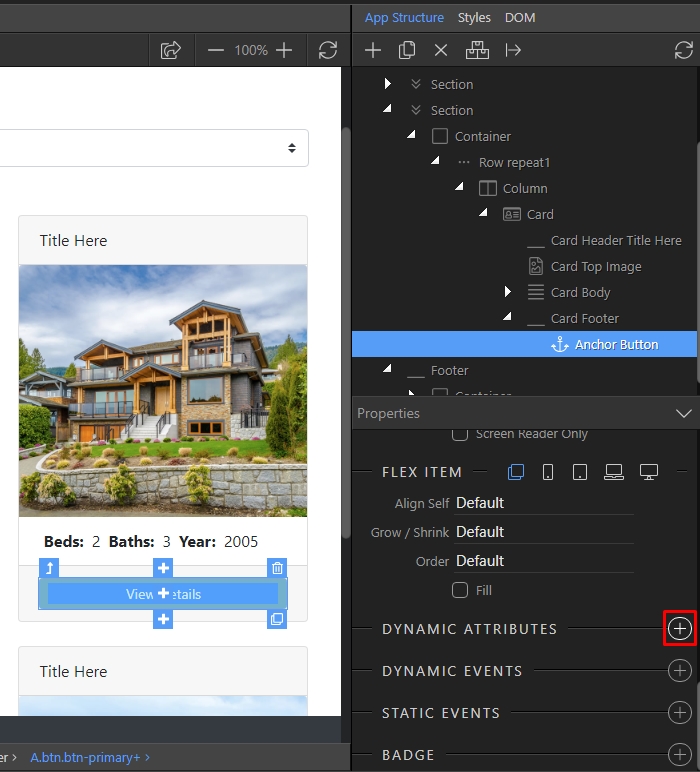 App Structure Styles DOM
100%
Section
Section
Container
Row repeat1
Column
Card
Card Header Title Here
Card Top Image
Card Body
Card Footer
Anchor Button
Footer
Container
Properties
Screen Reader Only
FLEX ITEM
Align Self Default
Grow / Shrink Default
Order Default
Fill
DYNAMIC ATTRIBUTES
DYNAMIC EVENTS
STATIC EVENTS
BADGE
Title Here
Beds: 2 Baths: 3 Year: 2005
View etails
Title Here
er > A.btn.btn-primary+ >